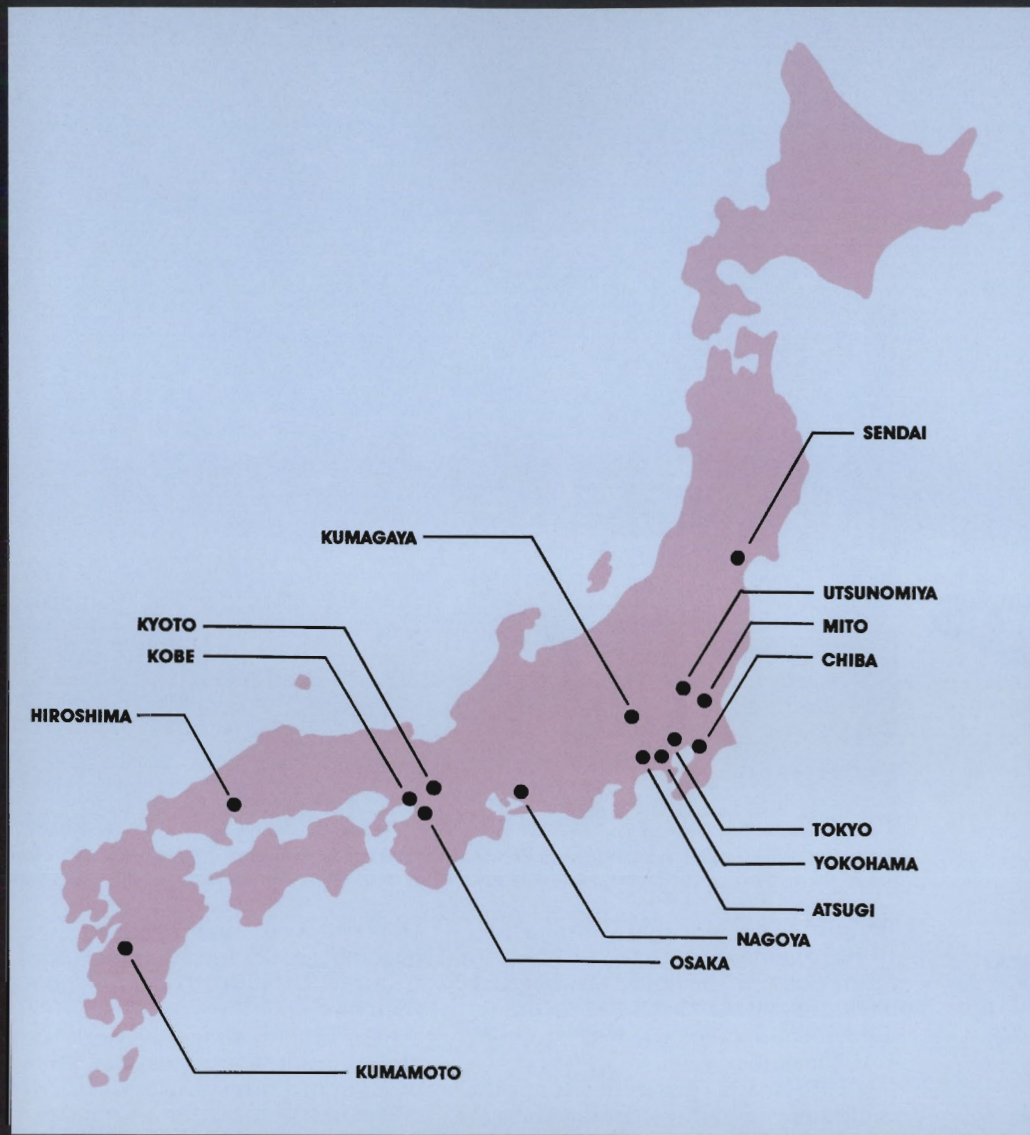 SENDAI
KUMAGAYA
UTSUNOMIYA
KYOTO
MITO
KOBE
CHIBA
HIROSHIMA
TOKYO
YOKOHAMA
ATSUGI
NAGOYA
OSAKA
KUMAMOTO